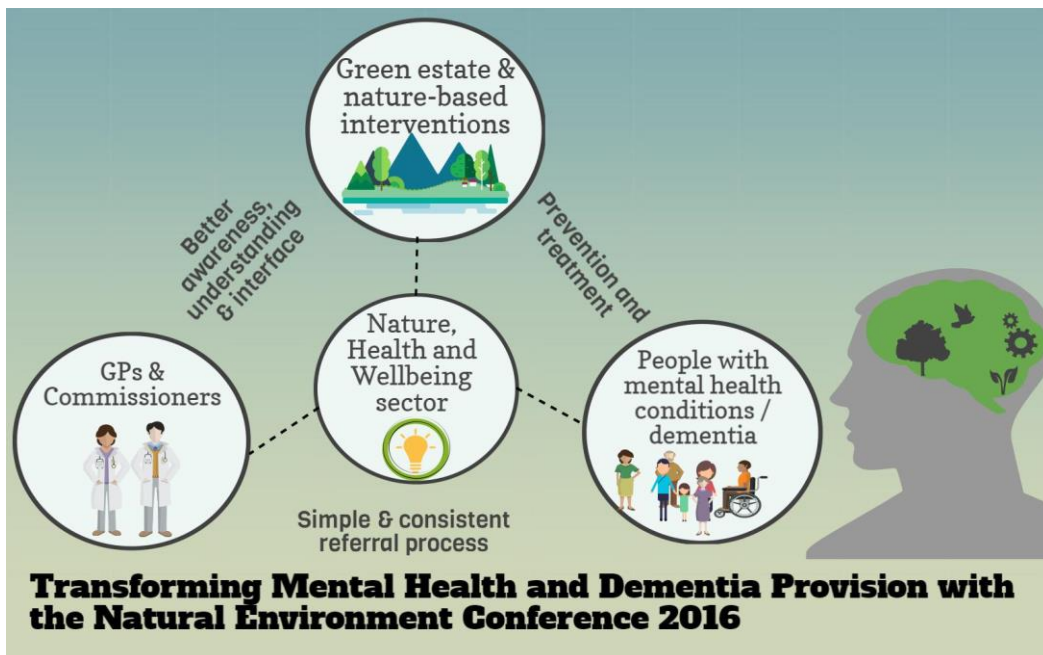 Green estate &
nature-based
interventions
Better
awareness,
understanding
& interface
Prevention and
treatment
GPs &
Commissioners
Nature,
Health and
Wellbeing
sector
People with
mental health
conditions /
dementia
Simple & consistent
referral process
Transforming Mental Health and Dementia Provision with
the Natural Environment Conference 2016